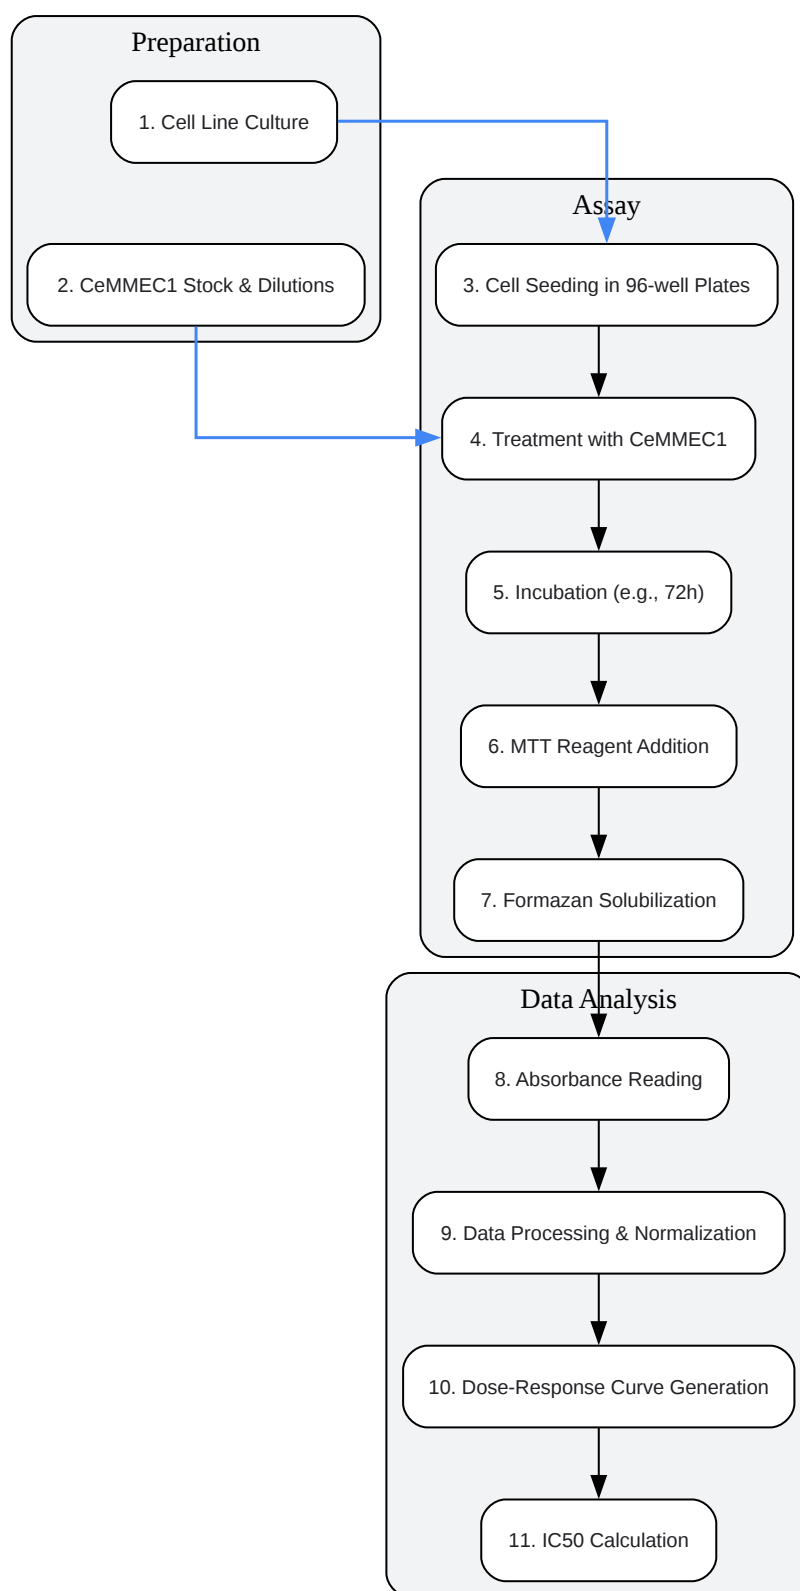 Preparation
1. Cell Line Culture
2. CeMMEC1 Stock & Dilutions
Assay
3. Cell Seeding in 96-well Plates
4. Treatment with CeMMEC1
5. Incubation (e.g., 72h)
6. MTT Reagent Addition
7. Formazan Solubilization
Data Analysis
8. Absorbance Reading
9. Data Processing & Normalization
10. Dose-Response Curve Generation
11. IC50 Calculation